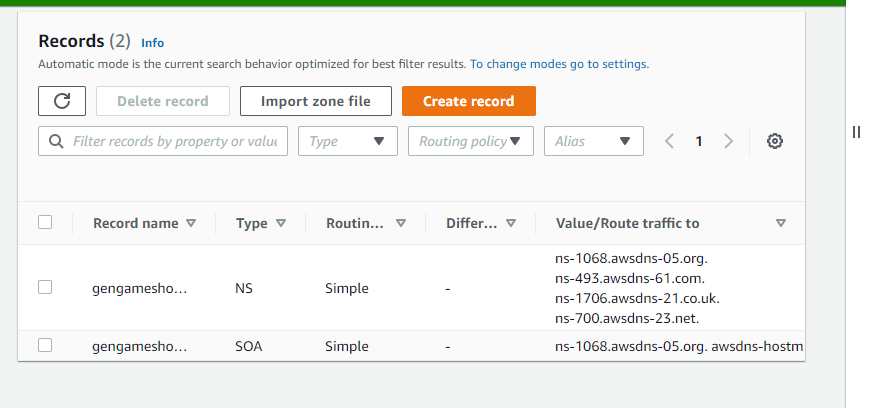 Records (2) Info
Automatic mode is the current search behavior optimized for best filter results. To change modes go to settings.
Delete record Import zone file Create record
Filter records by property or value Type Routing policy Alias 1
Record name Type Routin... Differ... Value/Route traffic to
ns-1068.awsdns-05.org.
ns-493.awsdns-61.com.
gengamesho... NS Simple -
ns-1706.awsdns-21.co.uk.
ns-700.awsdns-23.net.
gengamesho... SOA Simple - ns-1068.awsdns-05.org. awsdns-hostm